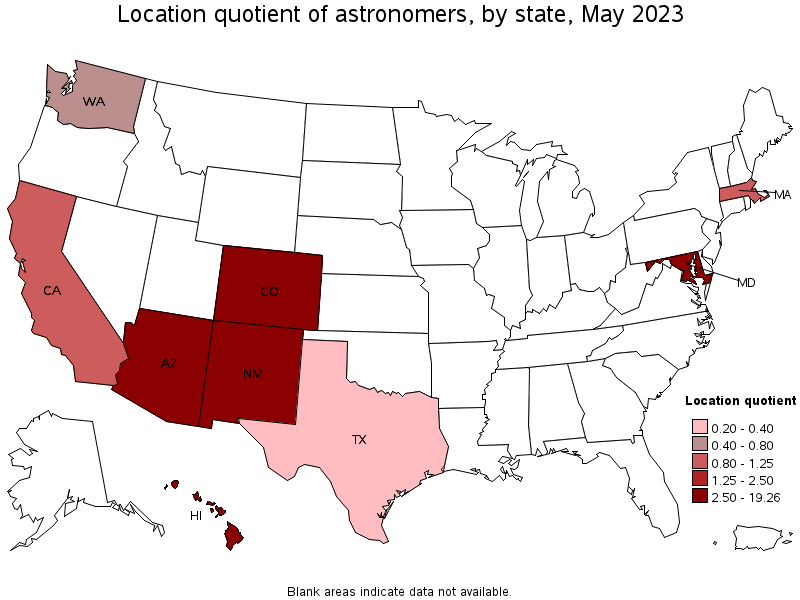 Location quotient of astronomers, by state, May 2023
WA
MA
CA
CO
MD
AZ
NM
TX
HI
Location quotient
0.20 - 0.40
0.40 - 0.80
0.80 - 1.25
1.25 - 2.50
2.50 - 19.26
Blank areas indicate data not available.